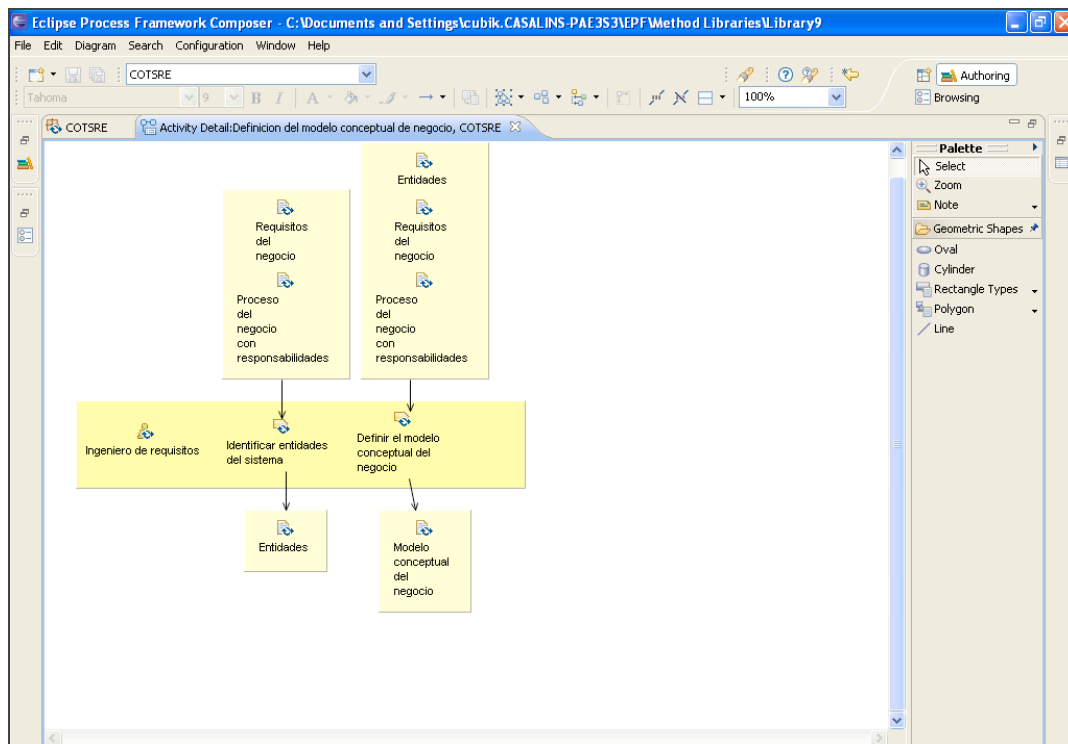 Eclipse Process Framework Composer - C:\Documents and Settings\cubik.CASALINS-PAE3S3\EPF\Method Libraries\Library9
File Edit Diagram Search Configuration Window Help
COTSRE
Authoring
Tahoma 9 B I A 100% Browsing
COTSRE Activity Detail:Definicion del modelo conceptual de negocio, COTSRE
Palette
Select
Zoom
Note
Geometric Shapes
Oval
Cylinder
Rectangle Types
Polygon
Line
Requisitos
del
negocio
Proceso
del
negocio
con
responsabilidades
Entidades
Requisitos
del
negocio
Proceso
del
negocio
con
responsabilidades
Ingeniero de requisitos
Identificar entidades
del sistema
Definir el modelo
conceptual del
negocio
Entidades
Modelo
conceptual
del
negocio